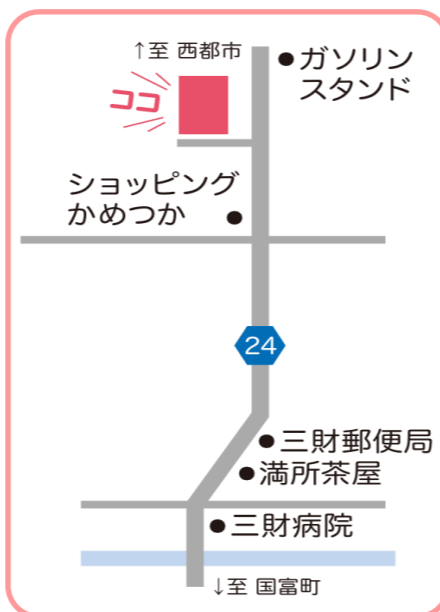 ↑至 西都市
ガソリン
スタンド
ココ
ショッピング
かめつか
24
三財郵便局
満所茶屋
三財病院
↓至 国富町